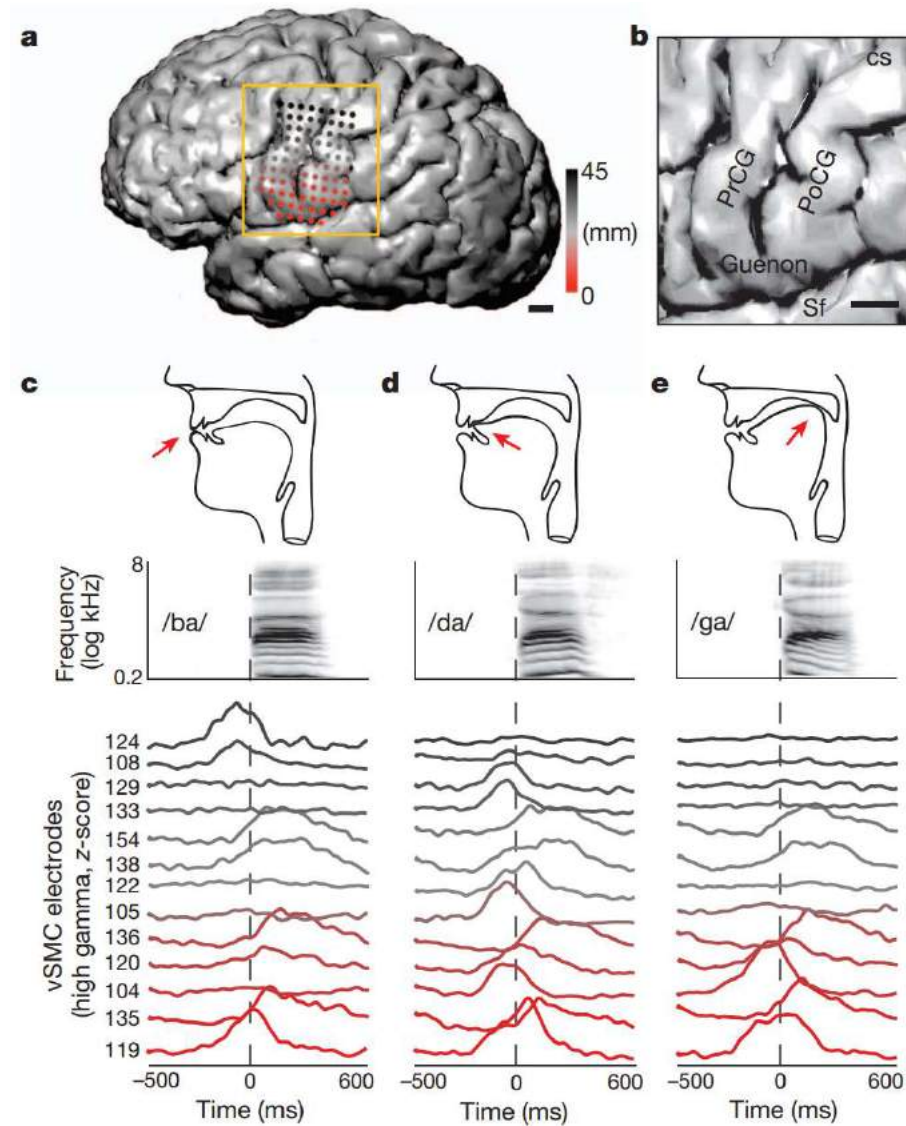 a
b
cs
PrCG
PoCG
Guenon
Sf
45
(mm)
0
c
d
e
8
Frequency
(log kHz)
0.2
/ba/
/da/
/ga/
vSMC electrodes
(high gamma, z-score)
124
108
129
133
154
138
122
105
136
120
104
135
119
−500 0 600
−500 0 600
−500 0 600
Time (ms)
Time (ms)
Time (ms)